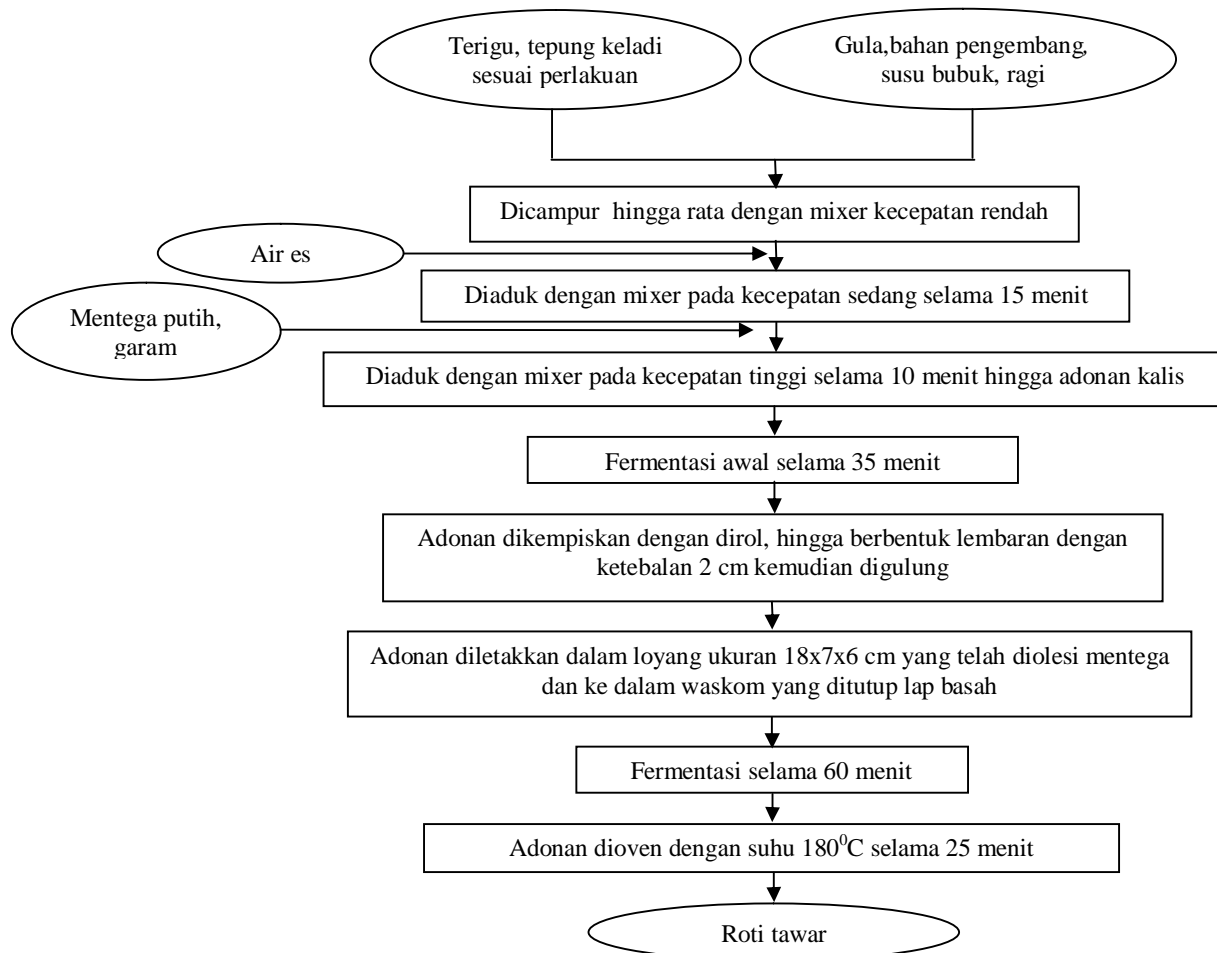 Terigu, tepung keladi
sesuai perlakuan
Gula,bahan pengembang,
susu bubuk, ragi
Dicampur hingga rata dengan mixer kecepatan rendah
Air es
Diaduk dengan mixer pada kecepatan sedang selama 15 menit
Mentega putih,
garam
Diaduk dengan mixer pada kecepatan tinggi selama 10 menit hingga adonan kalis
Fermentasi awal selama 35 menit
Adonan dikempiskan dengan dirol, hingga berbentuk lembaran dengan
ketebalan 2 cm kemudian digulung
Adonan diletakkan dalam loyang ukuran 18x7x6 cm yang telah diolesi mentega
dan ke dalam waskom yang ditutup lap basah
Fermentasi selama 60 menit
Adonan dioven dengan suhu 180⁰C selama 25 menit
Roti tawar